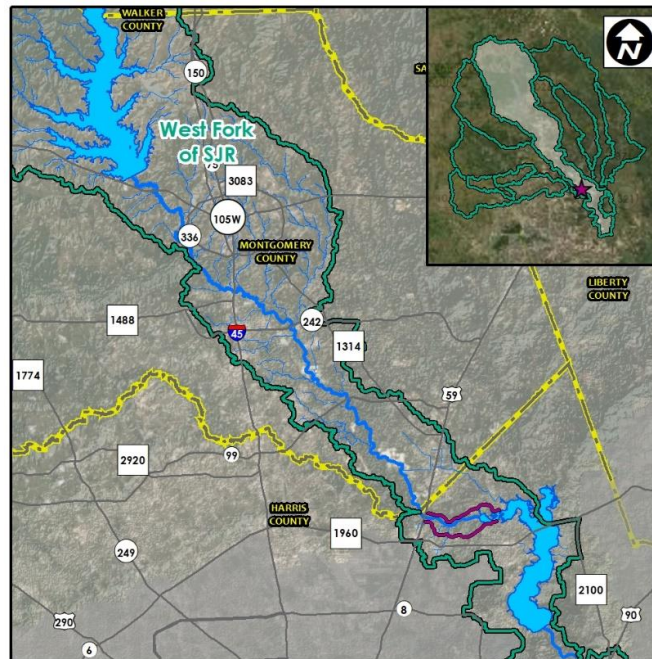 WALKER
COUNTY
N
150
West Fork
of SJR
75
3083
105W
336
MONTGOMERY
COUNTY
LIBERTY
COUNTY
242
1488
45
1314
1774
59
2920
99
HARRIS
COUNTY
1960
249
2100
290
8
90
6